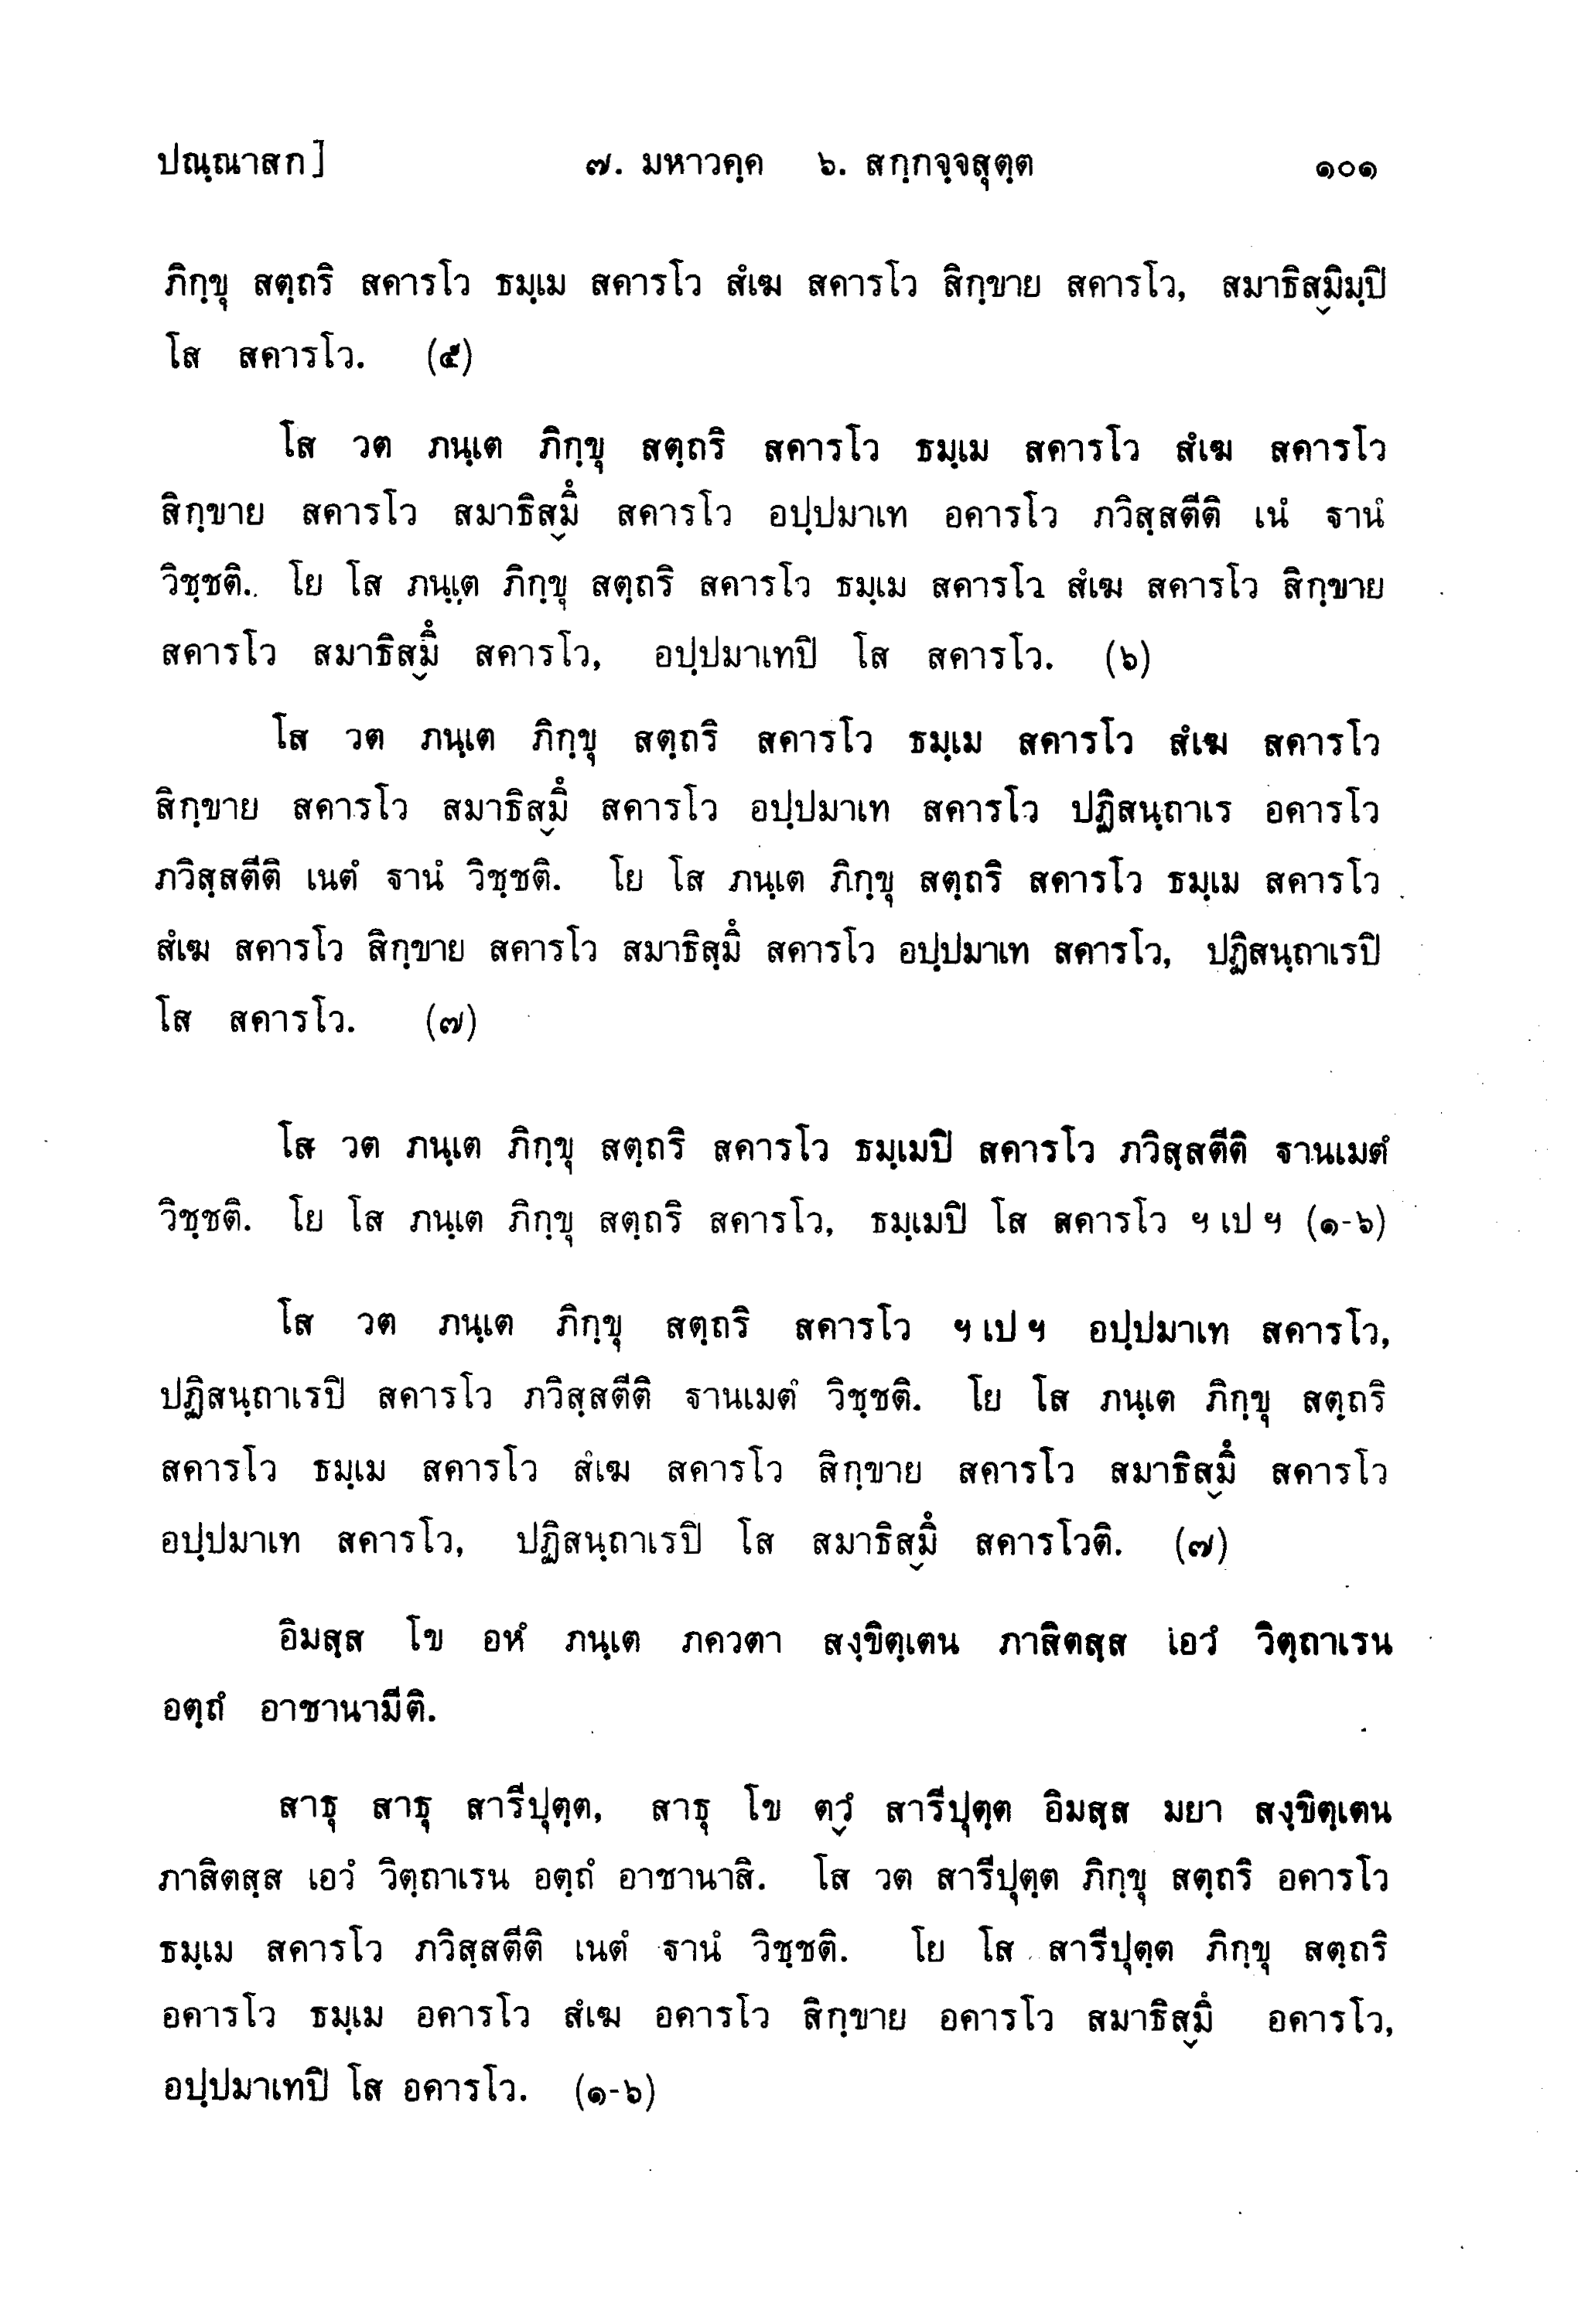 ปณฺณาสก]	๗. มหาวคฺค ๖. สกฺกจฺจสุตฺต	๑๐๑
ภิกฺขุ สตฺถริ สคารโว ธมฺเม สคารโว สํเฆ สคารโว สิกฺขาย สคารโว, สมาธิสฺมิมฺปิ
โส สคารโว. (๕)
โส วต ภนฺเต ภิกฺขุ สตฺถริ สคารโว ธมฺเม สคารโว สํเฆ สคารโว
สิกฺขาย สคารโว สมาธิสฺมึ สคารโว อปฺปมาเท อคารโว ภวิสฺสตีติ เนํ ฐานํ
วิชฺชติ. โย โส ภนฺเต ภิกฺขุ สตฺถริ สคารโว ธมฺเม สคารโว สํเฆ สคารโว สิกฺขาย
สคารโว สมาธิสฺมึ สคารโว, อปฺปมาเทปิ โส สคารโว. (๖)
โส วต ภนฺเต ภิกฺขุ สตฺถริ สคารโว ธมฺเม สคารโว สํเฆ สคารโว
สิกฺขาย สคารโว สมาธิสฺมึ สคารโว อปฺปมาเท สคารโว ปฏิสนฺถาเร อคารโว
ภวิสฺสตีติ เนตํ ฐานํ วิชฺชติ. โย โส ภนฺเต ภิกฺขุ สตฺถริ สคารโว ธมฺเม สคารโว
สํเฆ สคารโว สิกฺขาย สคารโว สมาธิสฺมึ สคารโว อปฺปมาเท สคารโว, ปฏิสนฺถาเรปิ
โส สคารโว. (๗)
โส วต ภนฺเต ภิกฺขุ สตฺถริ สคารโว ธมฺเมปิ สคารโว ภวิสฺสตีติ ฐานเมตํ
วิชฺชติ. โย โส ภนฺเต ภิกฺขุ สตฺถริ สคารโว, ธมฺเมปิ โส สคารโว ฯ เป ฯ (๑-๖)
โส วต ภนฺเต ภิกฺขุ สตฺถริ สคารโว ฯ เป ฯ อปฺปมาเท สคารโว,
ปฏิสนฺถาเรปิ สคารโว ภวิสฺสตีติ ฐานเมตํ วิชฺชติ. โย โส ภนฺเต ภิกฺขุ สตฺถริ
สคารโว ธมฺเม สคารโว สํเฆ สคารโว สิกฺขาย สคารโว สมาธิสฺมึ สคารโว
อปฺปมาเท สคารโว, ปฏิสนฺถาเรปิ โส สมาธิสฺมึ สคารโวติ. (๗)
อิมสฺส โข อหํ ภนฺเต ภควตา สงฺขิตฺเตน ภาสิตสฺส เอวํ วิตฺถาเรน
อตฺถํ อาชานามีติ.
สาธุ สาธุ สารีปุตฺต, สาธุ โข ตฺวํ สารีปุตฺต อิมสฺส มยา สงฺขิตฺเตน
ภาสิตสฺส เอวํ วิตฺถาเรน อตฺถํ อาชานาสิ. โส วต สารีปุตฺต ภิกฺขุ สตฺถริ อคารโว
ธมฺเม สคารโว ภวิสฺสตีติ เนตํ ฐานํ วิชฺชติ. โย โส สารีปุตฺต ภิกฺขุ สตฺถริ
อคารโว ธมฺเม อคารโว สํเฆ อคารโว สิกฺขาย อคารโว สมาธิสฺมึ อคารโว,
อปฺปมาเทปิ โส อคารโว. (๑-๖)